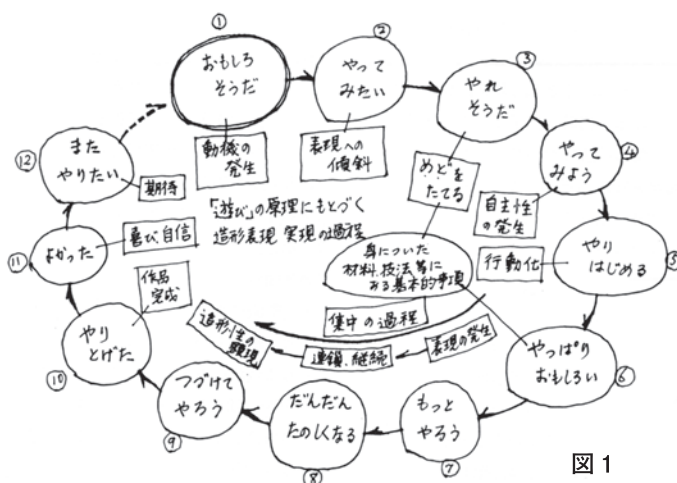 ①
おもしろ
そうだ
動機の
発生
②
やって
みたい
表現への
傾斜
③
やれ
そうだ
めどを
たてる
④
やって
みよう
自主性
の発生
⑤
やり
はじめる
行動化
⑥
やっぱり
おもしろい
⑦
もっと
やろう
⑧
だんだん
たのしくなる
⑨
つづけて
やろう
⑩
やり
とげた
作品
完成
⑪
よかった
喜び・自信
⑫
また
やりたい
期待
「遊び」の原理にもとづく
造形表現 実現の過程
身についた
材料、技法、等に
ある基本的事項
集中の過程
表現の発生
連鎖、継続
造形性の
図1